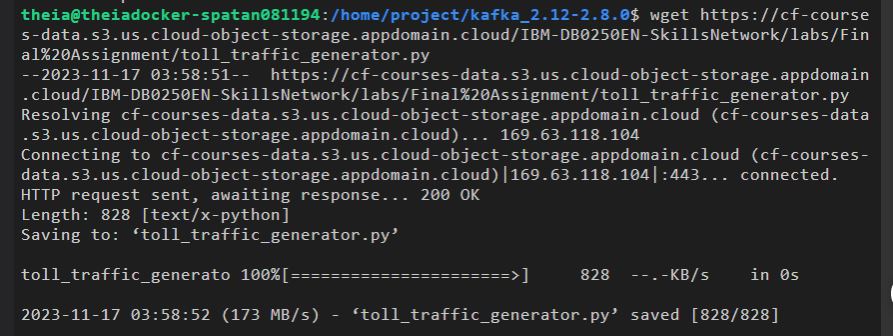 theia@theiadocker-spatan081194:/home/project/kafka_2.12-2.8.0$ wget https://cf-course
s-data.s3.us.cloud-object-storage.appdomain.cloud/IBM-DB0250EN-SkillsNetwork/labs/Fin
al%20Assignment/toll_traffic_generator.py
--2023-11-17 03:58:51--  https://cf-courses-data.s3.us.cloud-object-storage.appdomain
.cloud/IBM-DB0250EN-SkillsNetwork/labs/Final%20Assignment/toll_traffic_generator.py
Resolving cf-courses-data.s3.us.cloud-object-storage.appdomain.cloud (cf-courses-data
.s3.us.cloud-object-storage.appdomain.cloud)... 169.63.118.104
Connecting to cf-courses-data.s3.us.cloud-object-storage.appdomain.cloud (cf-courses-
data.s3.us.cloud-object-storage.appdomain.cloud)|169.63.118.104|:443... connected.
HTTP request sent, awaiting response... 200 OK
Length: 828 [text/x-python]
Saving to: ‘toll_traffic_generator.py’
toll_traffic_generato 100%[======================>]     828  --.-KB/s    in 0s
2023-11-17 03:58:52 (173 MB/s) - ‘toll_traffic_generator.py’ saved [828/828]